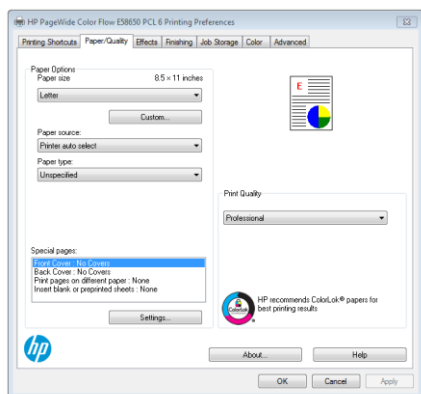 HP PageWide Color Flow E58650 PCL 6 Printing Preferences
Printing Shortcuts Paper/Quality Effects Finishing Job Storage Color Advanced
Paper Options
Paper size 8.5 × 11 inches
Letter
Custom...
Paper source:
Printer auto select
Paper type:
Unspecified
E
Print Quality
Professional
Special pages:
Front Cover : No Covers
Back Cover : No Covers
Print pages on different paper : None
Insert blank or preprinted sheets : None
Settings...
ColorLok
HP recommends ColorLok® papers for
best printing results
hp
About... Help
OK Cancel Apply